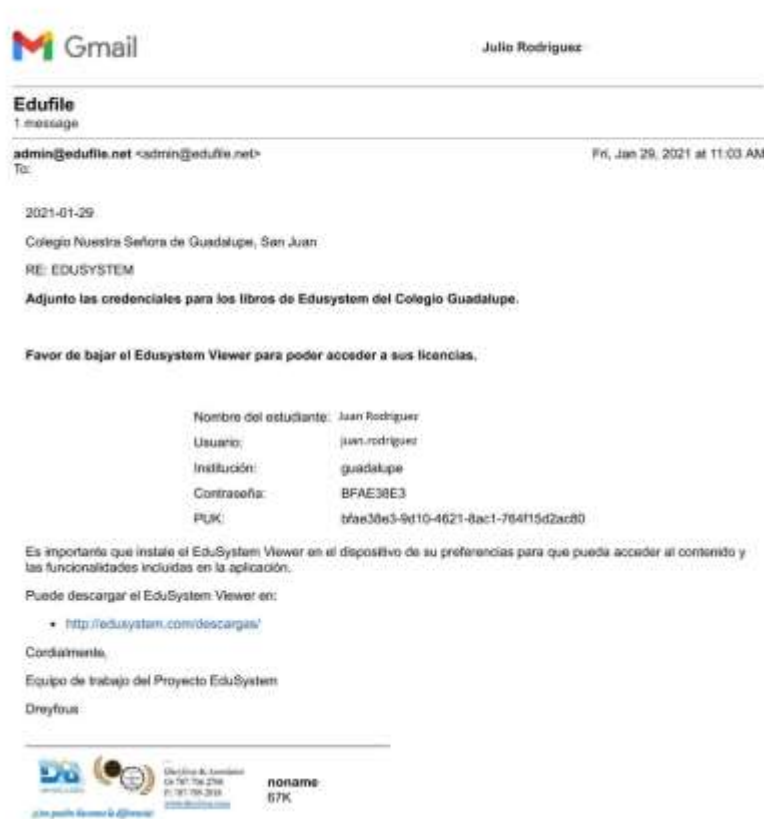 Gmail
Julio Rodriguez
Edufile
1 message
admin@edufile.net <admin@edufile.net>
Fri, Jan 29, 2021 at 11:03 AM
To:
2021-01-29
Colegio Nuestra Señora de Guadalupe, San Juan
RE: EDUSYSTEM
Adjunto las credenciales para los libros de Edusystem del Colegio Guadalupe.
Favor de bajar el Edusystem Viewer para poder acceder a sus licencias.
Nombre del estudiante: Juan Rodriguez
Usuario: juan.rodriguez
Institución: guadalupe
Contraseña: BFAE38E3
PUK: bfae38e3-9d10-4621-8ac1-764f15d2ac80
Es importante que instale el EduSystem Viewer en el dispositivo de su preferencias para que pueda acceder al contenido y
las funcionalidades incluidas en la aplicación.
Puede descargar el EduSystem Viewer en:
• http://edusystem.com/descargas/
Cordialmente,
Equipo de trabajo del Proyecto EduSystem
Dreyfous
noname
67K